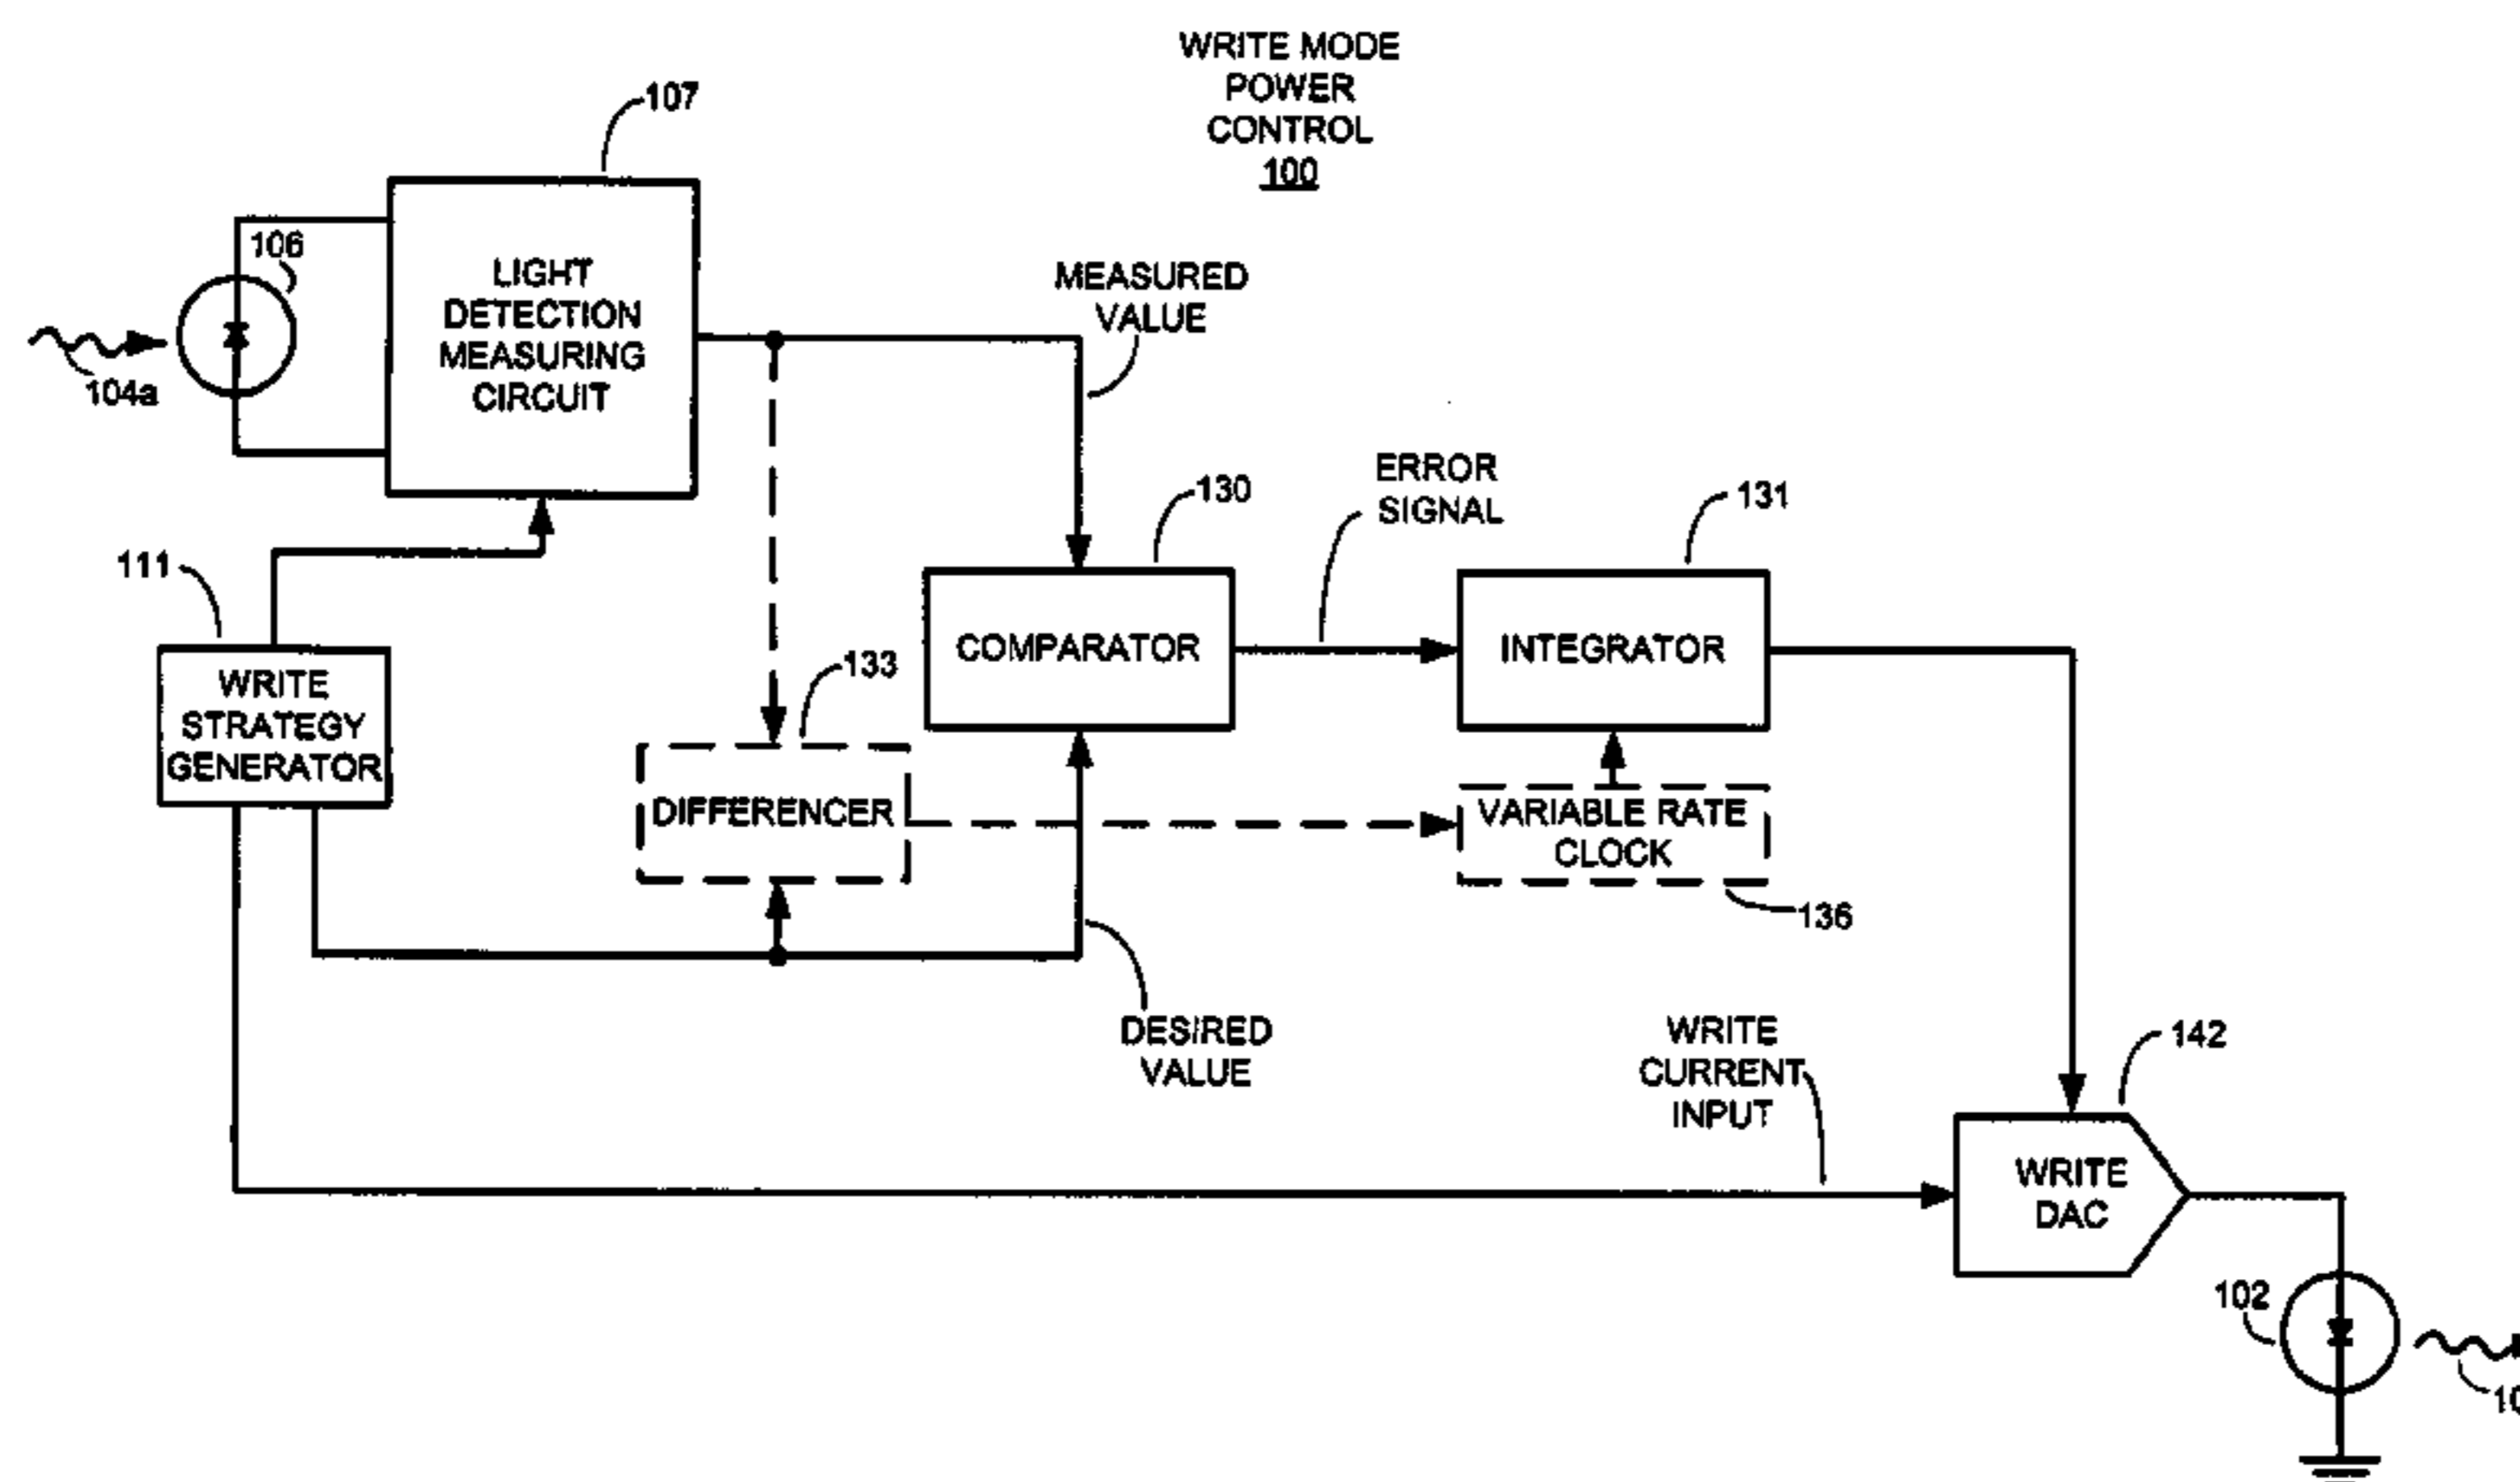 WRITE MODE
POWER
CONTROL
100
107
106
LIGHT
DETECTION
MEASURING
CIRCUIT
104a
MEASURED
VALUE
ERROR
SIGNAL
130
131
111
COMPARATOR
INTEGRATOR
WRITE
STRATEGY
GENERATOR
133
DIFFERENCER
VARIABLE RATE
CLOCK
136
DESIRED
VALUE
WRITE
CURRENT
INPUT
142
WRITE
DAC
102